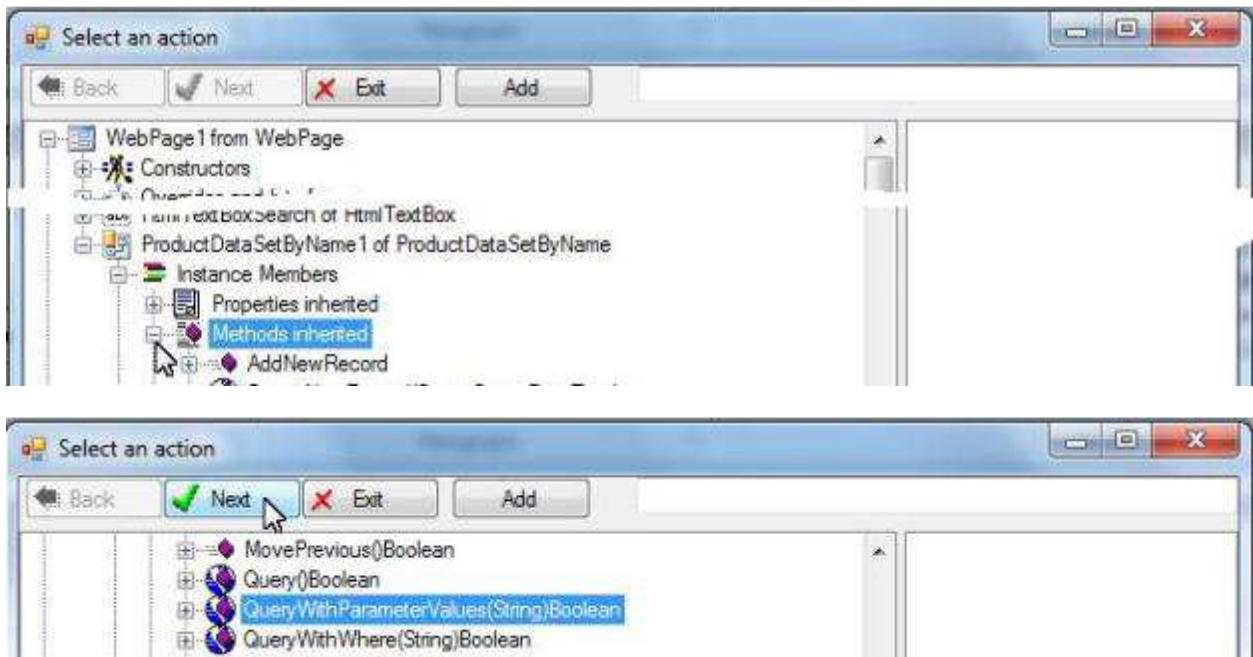 Select an action
Back Next Exit Add
WebPage1 from WebPage
Constructors
HtmlTextBoxSearch of HtmlTextBox
ProductDataSetByName1 of ProductDataSetByName
Instance Members
Properties inherited
Methods inherited
AddNewRecord
Select an action
Back Next Exit Add
MovePrevious()Boolean
Query()Boolean
QueryWithParameterValues(String)Boolean
QueryWithWhere(String)Boolean